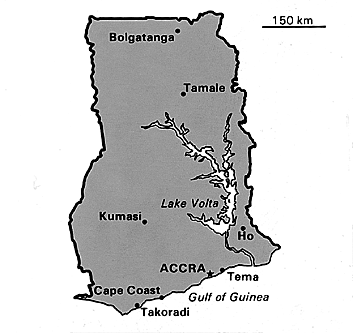 150 km
Bolgatanga
Tamale
Lake Volta
Kumasi
Ho
ACCRA
Tema
Cape Coast
Gulf of Guinea
Takoradi